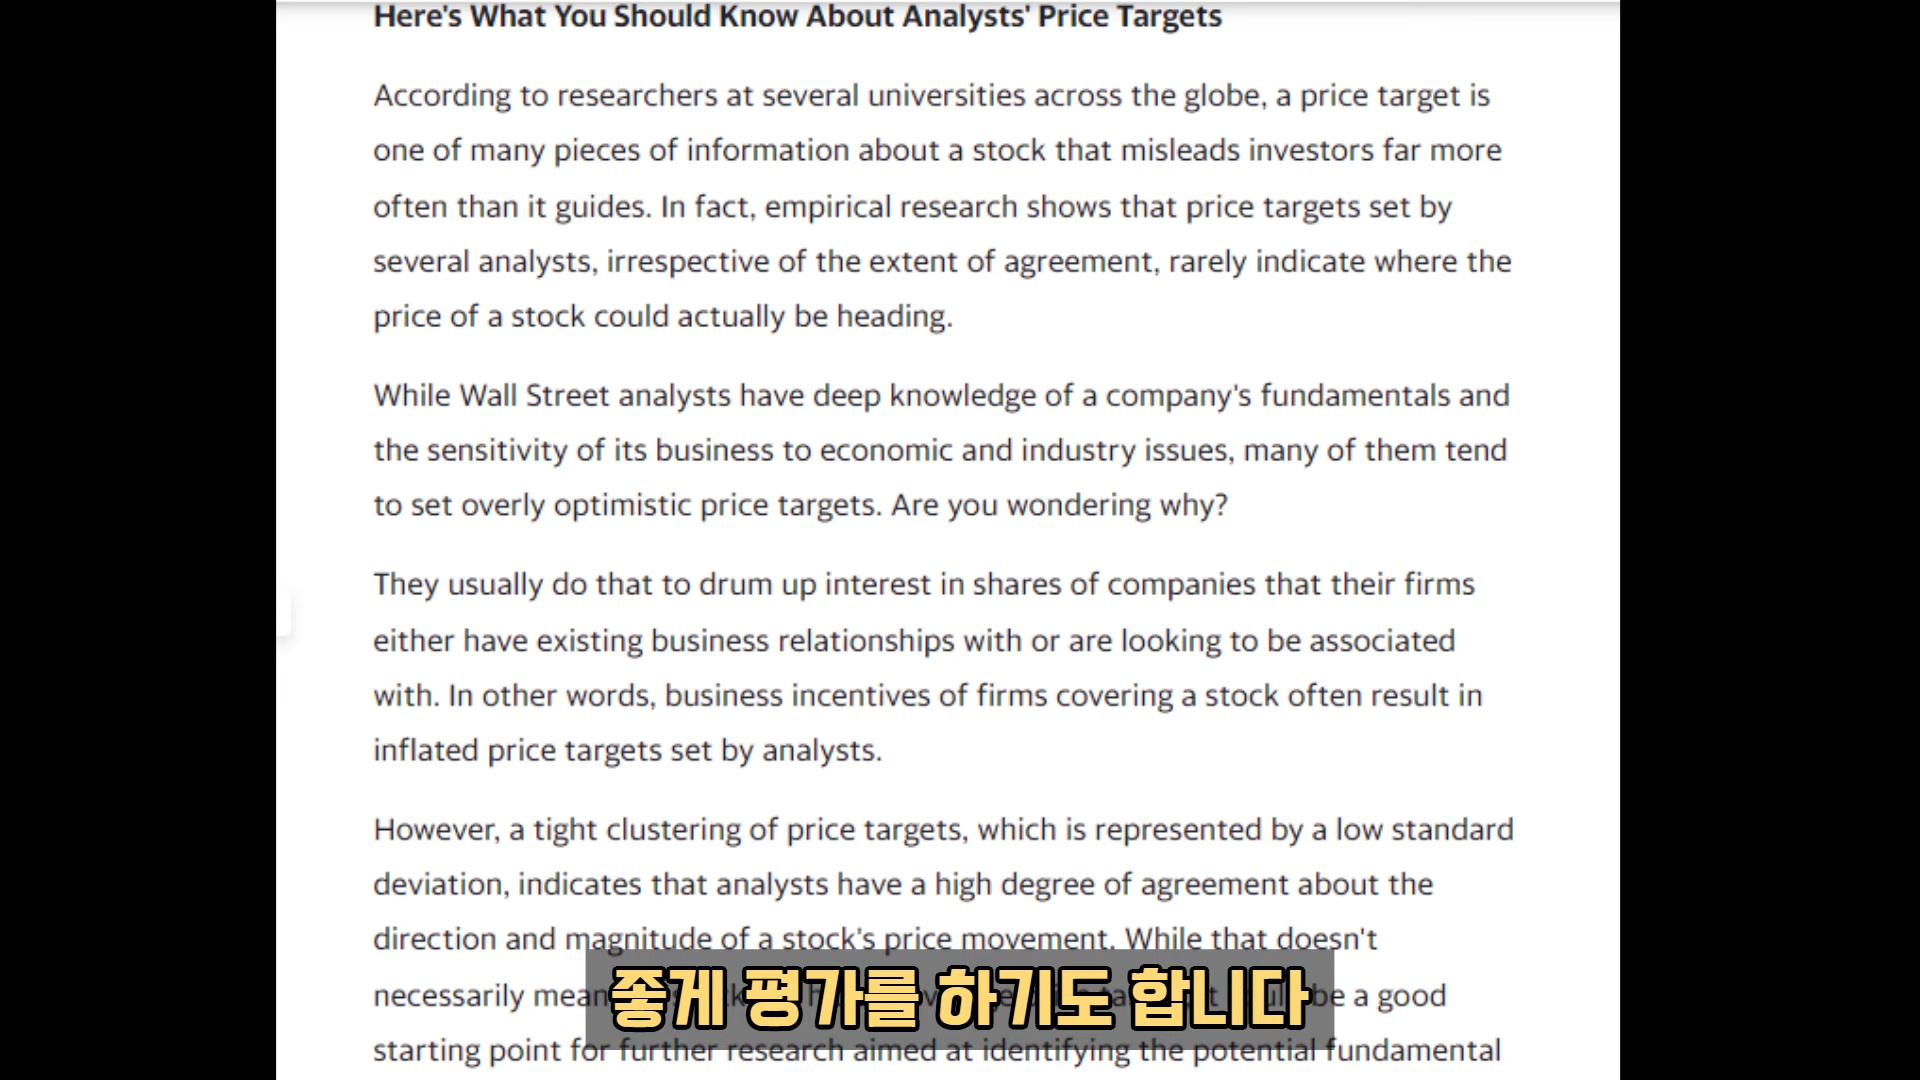 Here's What You Should Know About Analysts' Price Targets
According to researchers at several universities across the globe, a price target is
one of many pieces of information about a stock that misleads investors far more
often than it guides. In fact, empirical research shows that price targets set by
several analysts, irrespective of the extent of agreement, rarely indicate where the
price of a stock could actually be heading.
While Wall Street analysts have deep knowledge of a company's fundamentals and
the sensitivity of its business to economic and industry issues, many of them tend
to set overly optimistic price targets. Are you wondering why?
They usually do that to drum up interest in shares of companies that their firms
either have existing business relationships with or are looking to be associated
with. In other words, business incentives of firms covering a stock often result in
inflated price targets set by analysts.
However, a tight clustering of price targets, which is represented by a low standard
deviation, indicates that analysts have a high degree of agreement about the
direction and magnitude of a stock's price movement. While that doesn't
necessarily mean be a good
좋게 평가를 하기도 합니다
starting point for further research aimed at identifying the potential fundamental